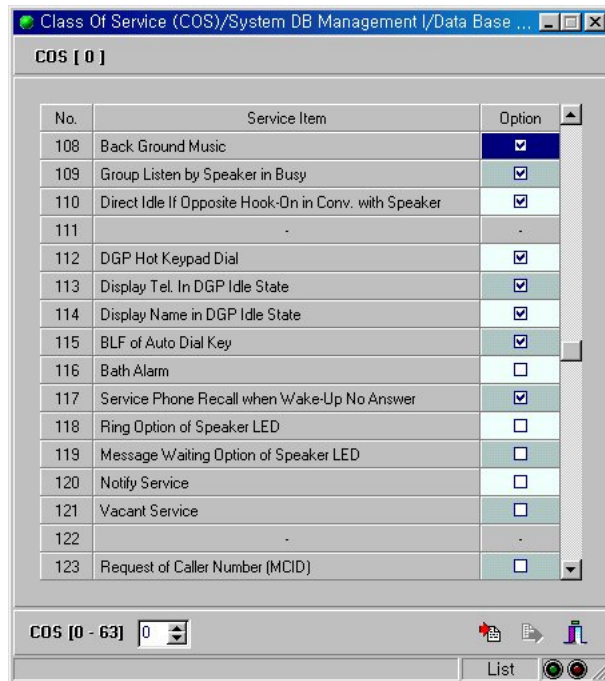 Class Of Service (COS)/System DB Management I/Data Base ...
COS [ 0 ]
No. Service Item Option
108 Back Ground Music
109 Group Listen by Speaker in Busy
110 Direct Idle If Opposite Hook-On in Conv. with Speaker
111 - -
112 DGP Hot Keypad Dial
113 Display Tel. In DGP Idle State
114 Display Name in DGP Idle State
115 BLF of Auto Dial Key
116 Bath Alarm
117 Service Phone Recall when Wake-Up No Answer
118 Ring Option of Speaker LED
119 Message Waiting Option of Speaker LED
120 Notify Service
121 Vacant Service
122 - -
123 Request of Caller Number (MCID)
COS [0 - 63] 0
List